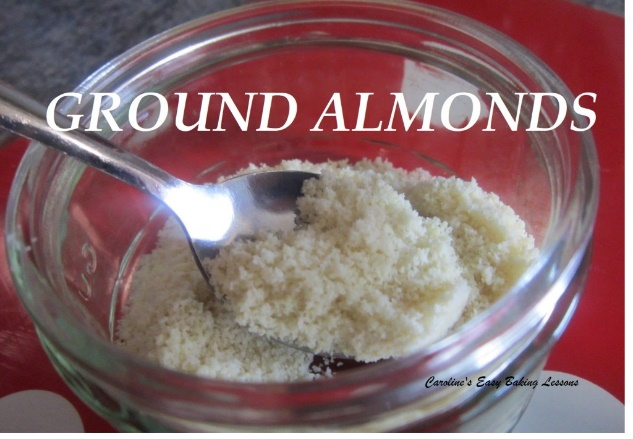 GROUND ALMONDS
Caroline's Easy Baking Lessons